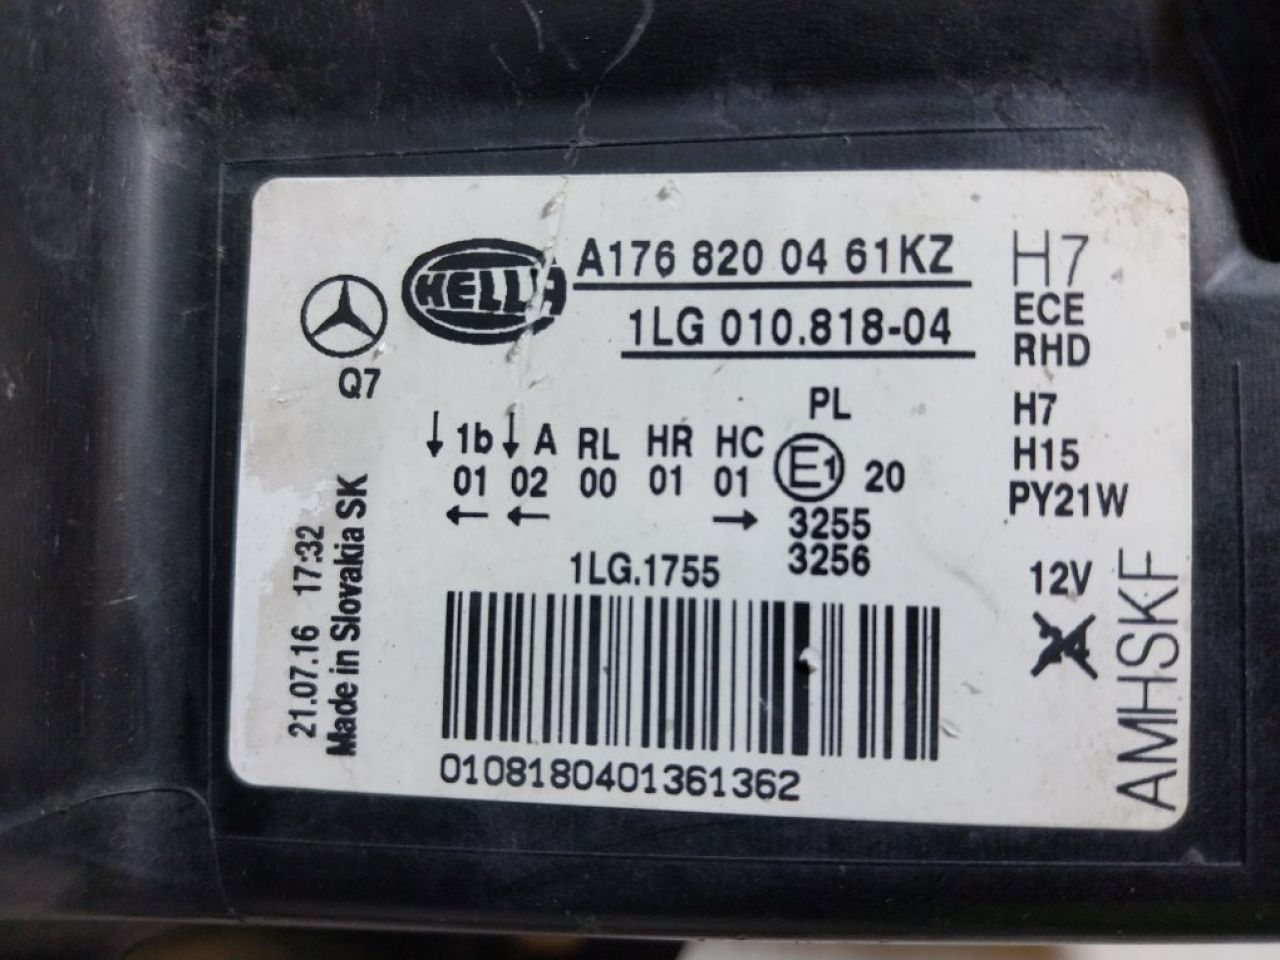 HELLA
A176 820 04 61KZ
1LG 010.818-04
Q7
H7
ECE
RHD
H7
H15
PY21W
12V
24
AMHSKF
PL
↓ 1b ↓ A RL HR HC
01 02 00 01 01
← ← →
E1 20
3255
3256
1LG.1755
0108180401361362
21.07.16 17:32
Made in Slovakia SK